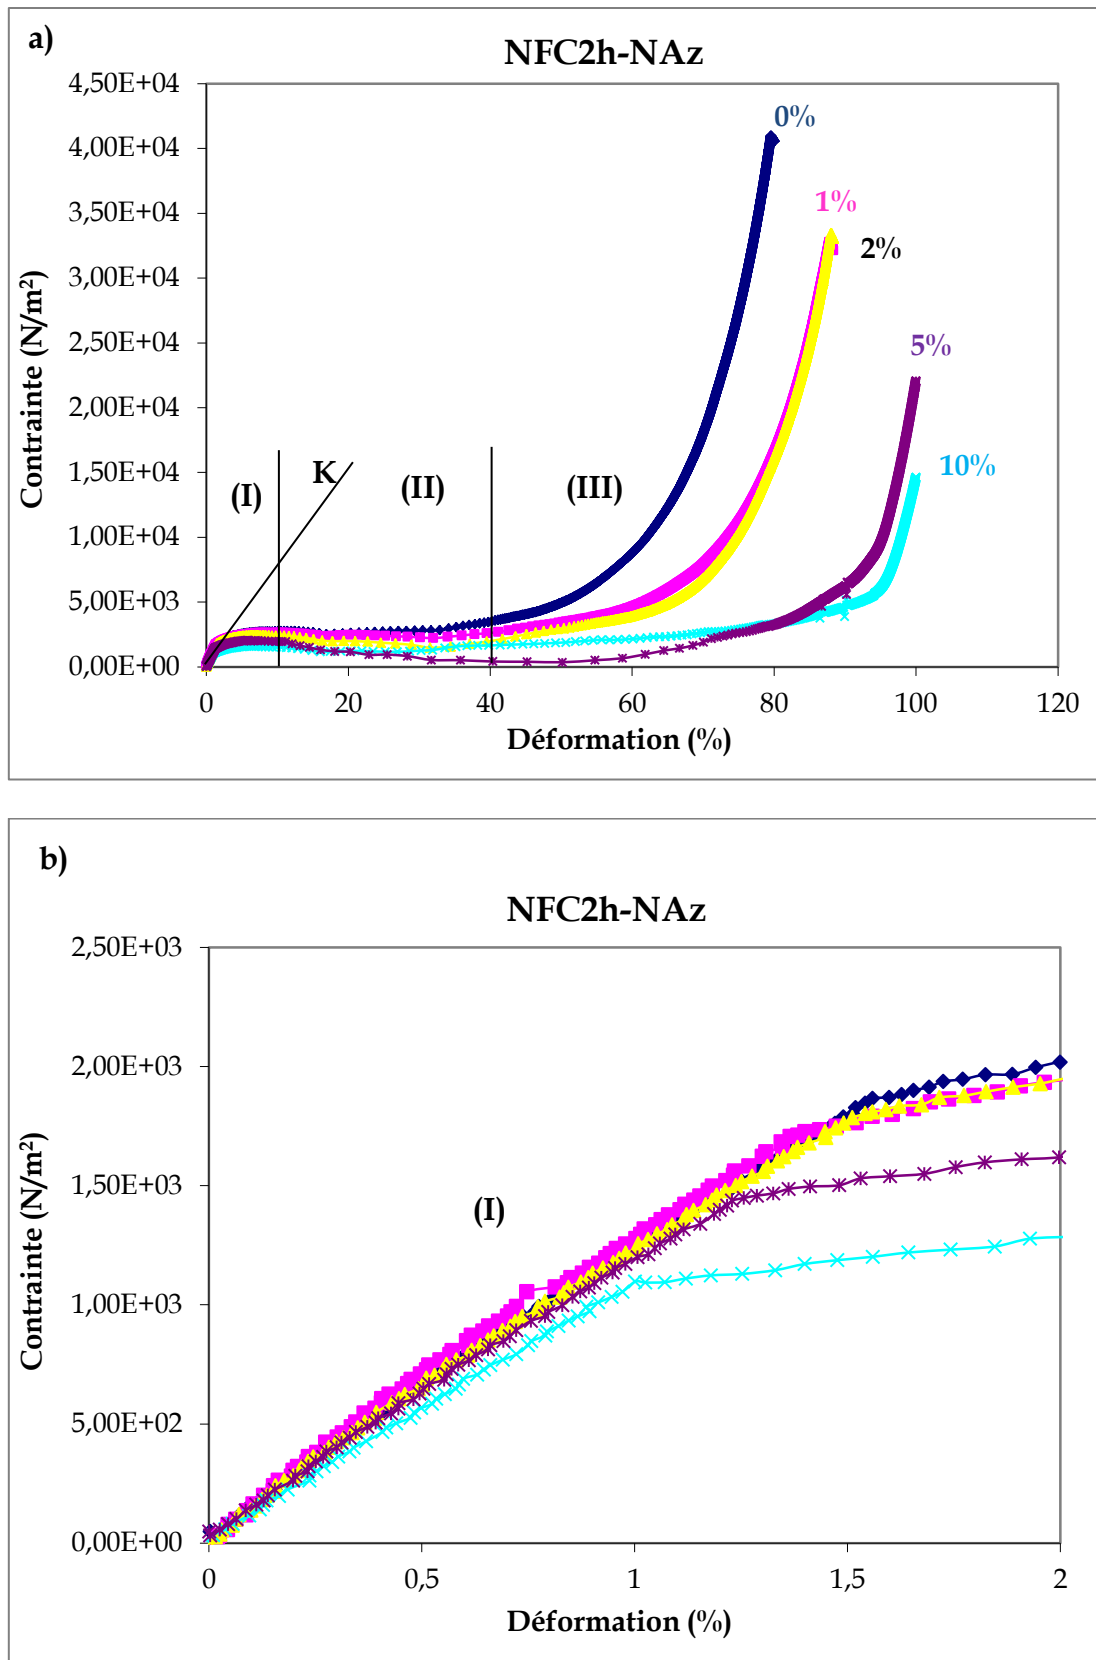 a)
NFC2h-NAz
4,50E+04
4,00E+04
3,50E+04
3,00E+04
2,50E+04
2,00E+04
1,50E+04
1,00E+04
5,00E+03
0,00E+00
Contrainte (N/m²)
0%
1%
2%
5%
10%
(I)
K
(II)
(III)
0 20 40 60 80 100 120
Déformation (%)
b)
NFC2h-NAz
2,50E+03
2,00E+03
1,50E+03
1,00E+03
5,00E+02
0,00E+00
Contrainte (N/m²)
(I)
0 0,5 1 1,5 2
Déformation (%)